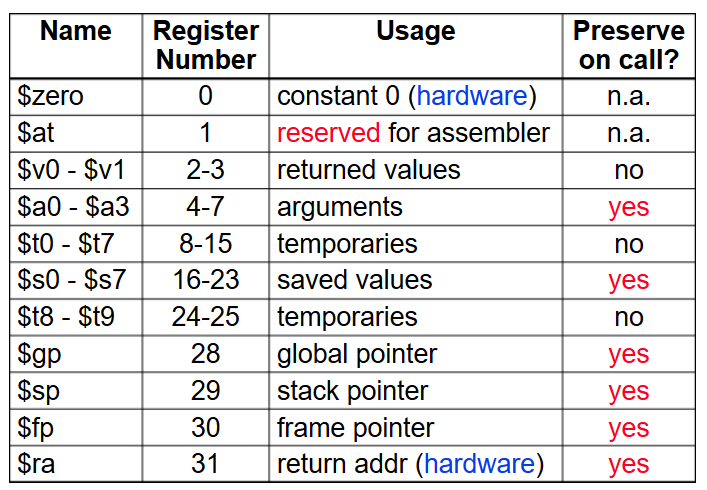 Name Register Number Usage Preserve on call?
$zero 0 constant 0 (hardware) n.a.
$at 1 reserved for assembler n.a.
$v0 - $v1 2-3 returned values no
$a0 - $a3 4-7 arguments yes
$t0 - $t7 8-15 temporaries no
$s0 - $s7 16-23 saved values yes
$t8 - $t9 24-25 temporaries no
$gp 28 global pointer yes
$sp 29 stack pointer yes
$fp 30 frame pointer yes
$ra 31 return addr (hardware) yes